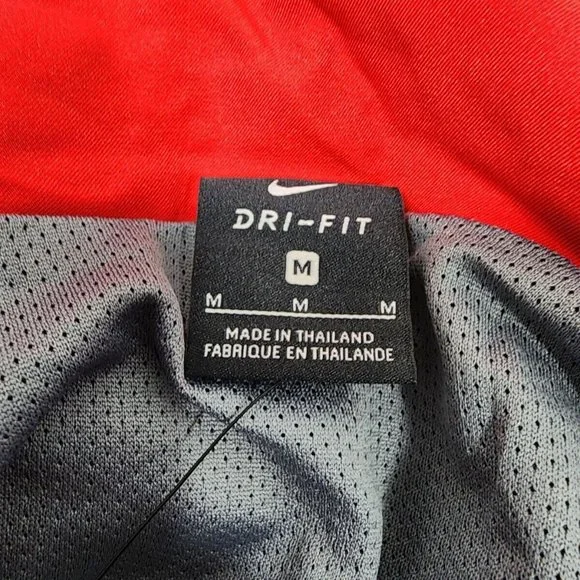 DRI-FIT
M
M M M
MADE IN THAILAND
FABRIQUE EN THAILANDE